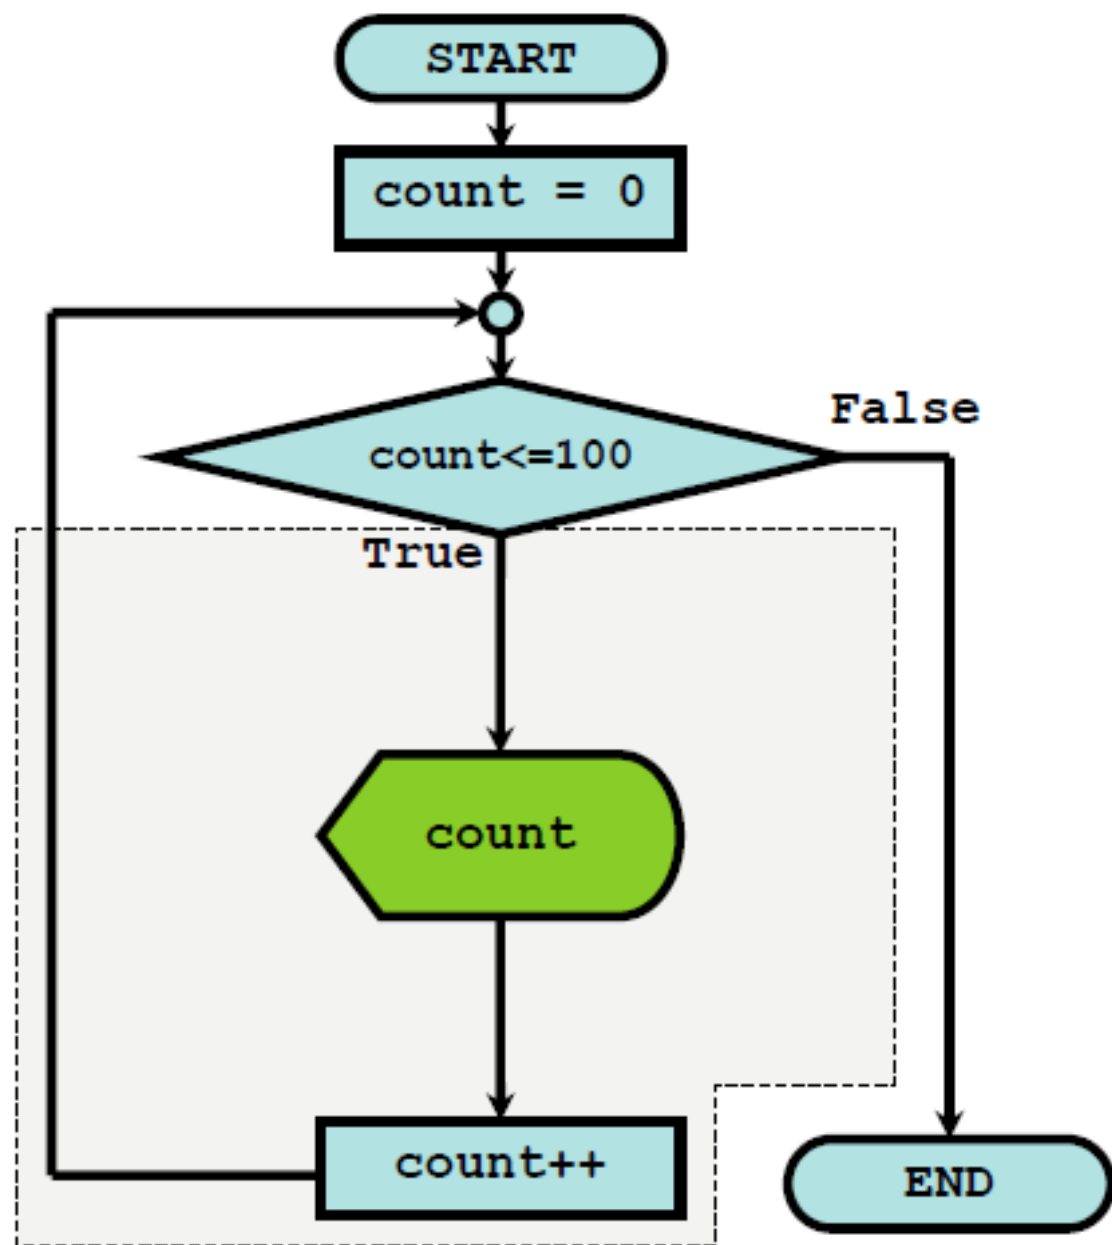 START
count = 0
count<=100
False
True
count
count++
END